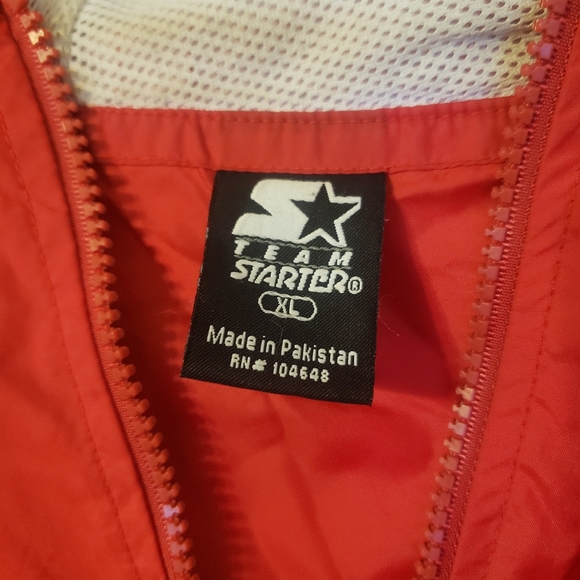 TEAM
STARTER®
XL
Made in Pakistan
RN# 104648